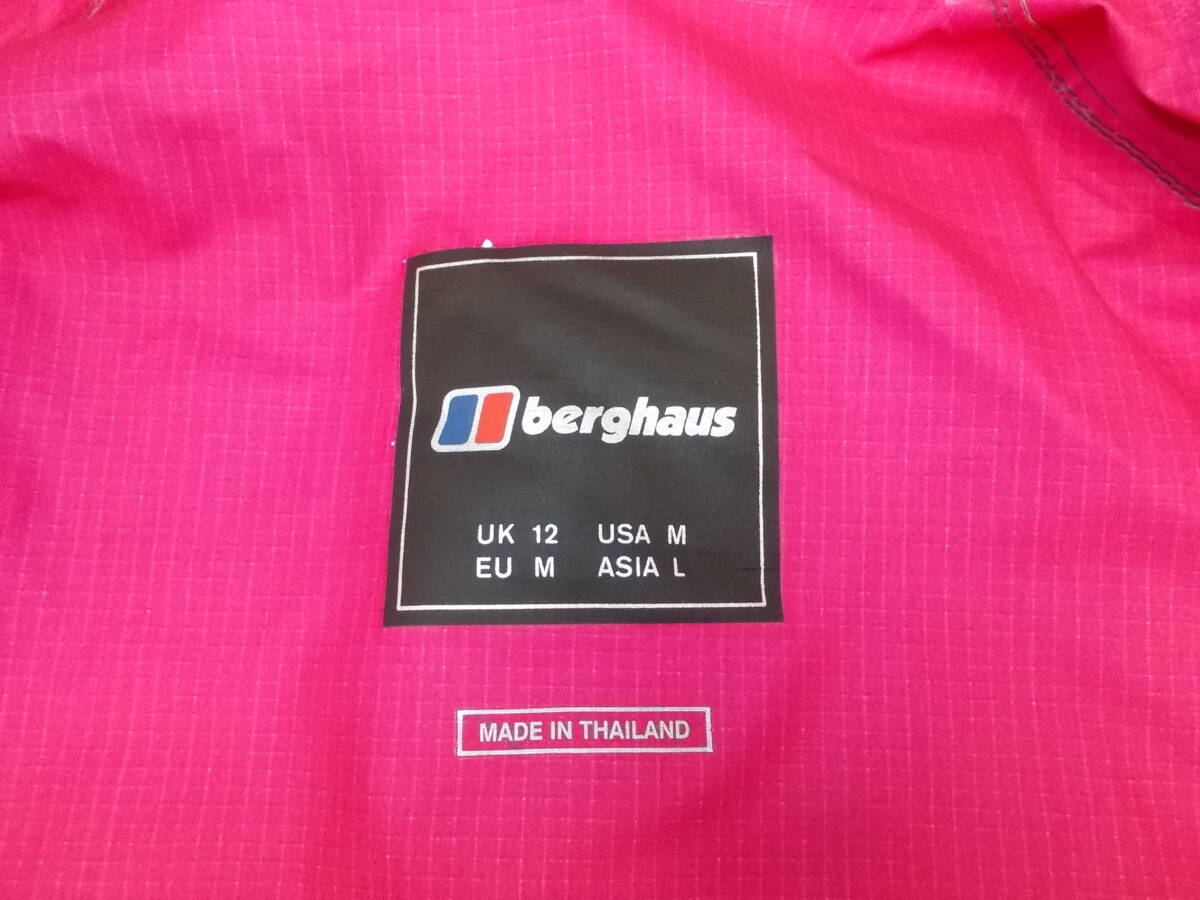 berghaus
UK 12 USA M
EU M ASIA L
MADE IN THAILAND